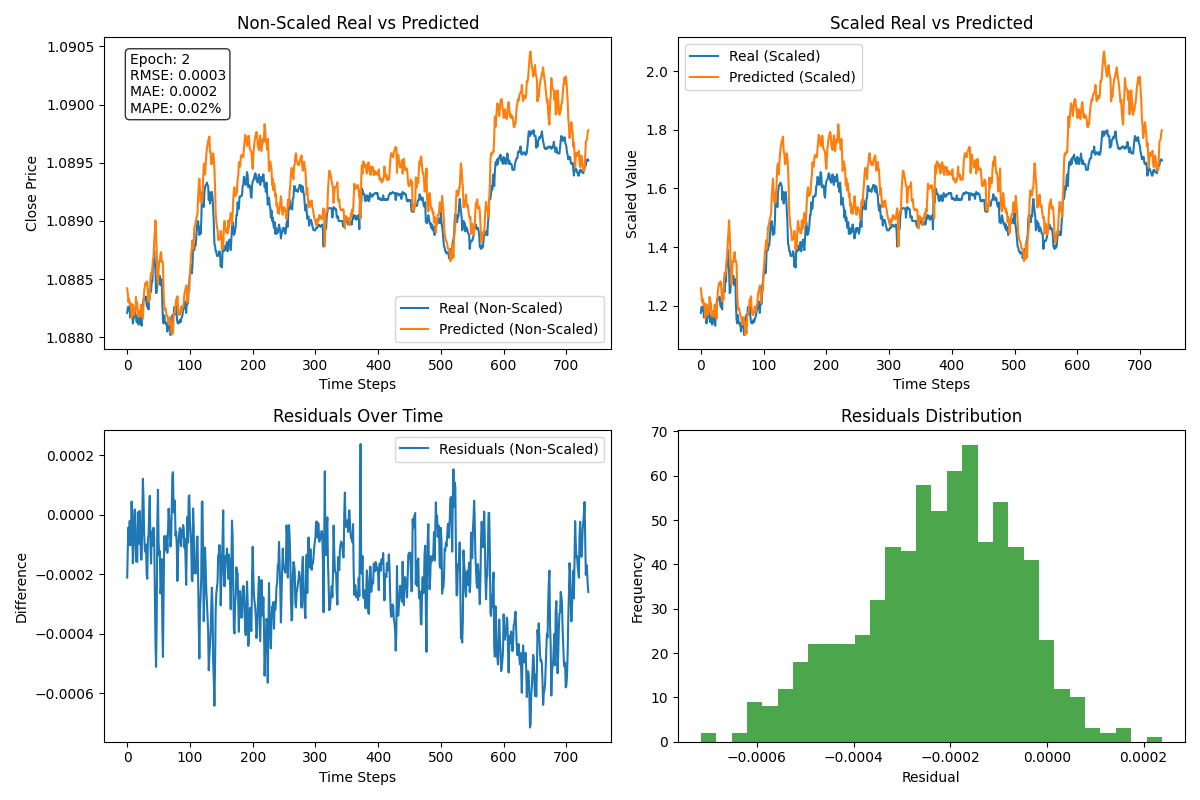 Non-Scaled Real vs Predicted
1.0905
1.0900
1.0895
1.0890
1.0885
1.0880
Close Price
Epoch: 2
RMSE: 0.0003
MAE: 0.0002
MAPE: 0.02%
Real (Non-Scaled)
Predicted (Non-Scaled)
0 100 200 300 400 500 600 700
Time Steps
Scaled Real vs Predicted
2.0
1.8
1.6
1.4
1.2
Scaled Value
Real (Scaled)
Predicted (Scaled)
0 100 200 300 400 500 600 700
Time Steps
Residuals Over Time
0.0002
0.0000
−0.0002
−0.0004
−0.0006
Difference
Residuals (Non-Scaled)
0 100 200 300 400 500 600 700
Time Steps
Residuals Distribution
70
60
50
40
30
20
10
0
Frequency
−0.0006 −0.0004 −0.0002 0.0000 0.0002
Residual